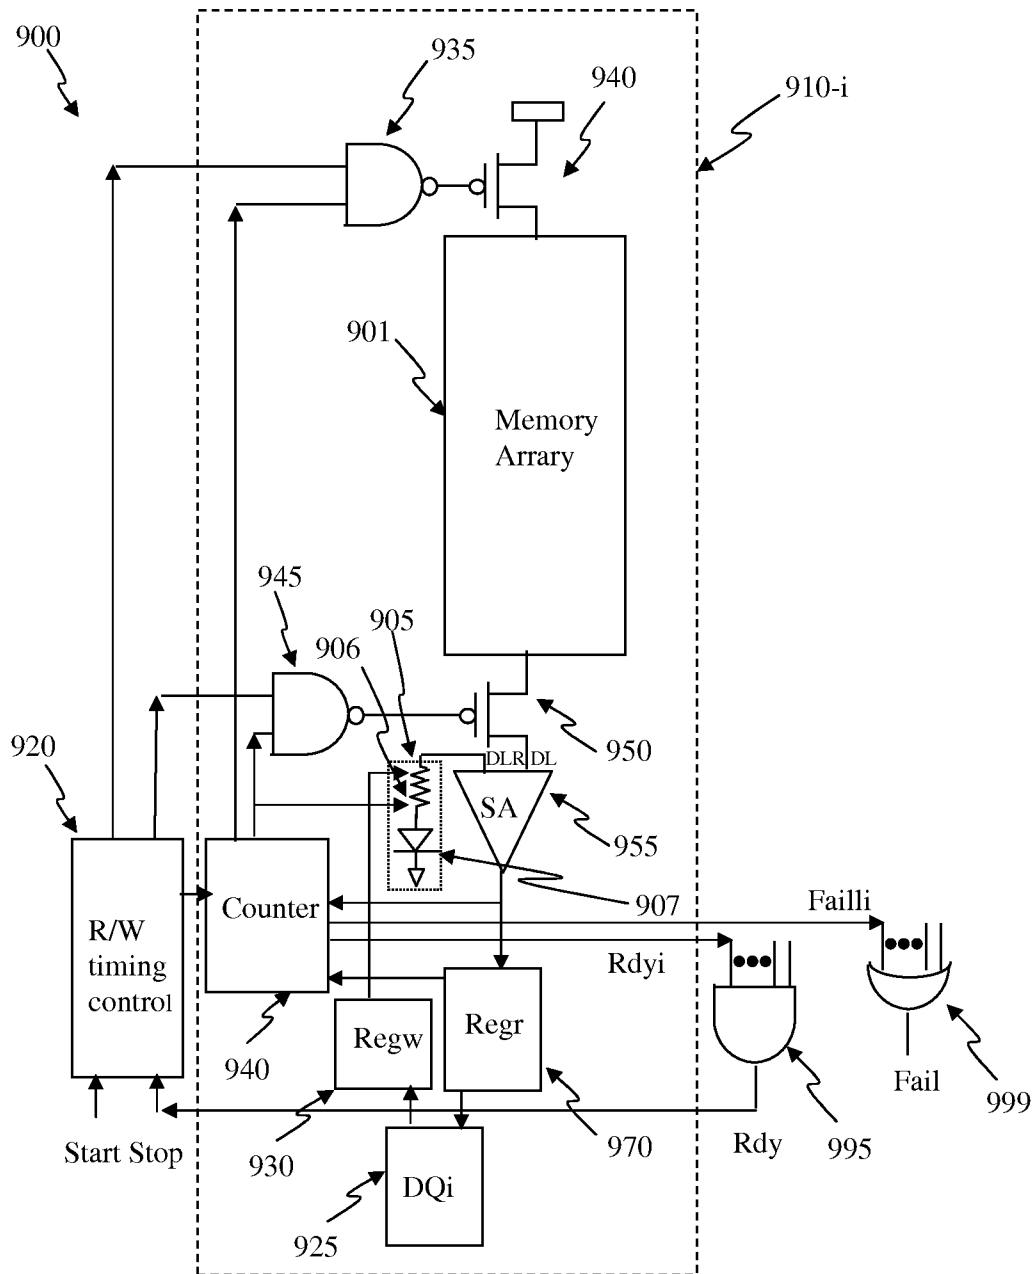 900
935
940
910-i
901
Memory
Arrary
945
905
906
920
950
DLR DL
SA
955
907
Counter
R/W
timing
control
Failli
Rdyi
Regw
Regr
940
Fail
999
Start Stop
930
970
Rdy
995
DQi
925